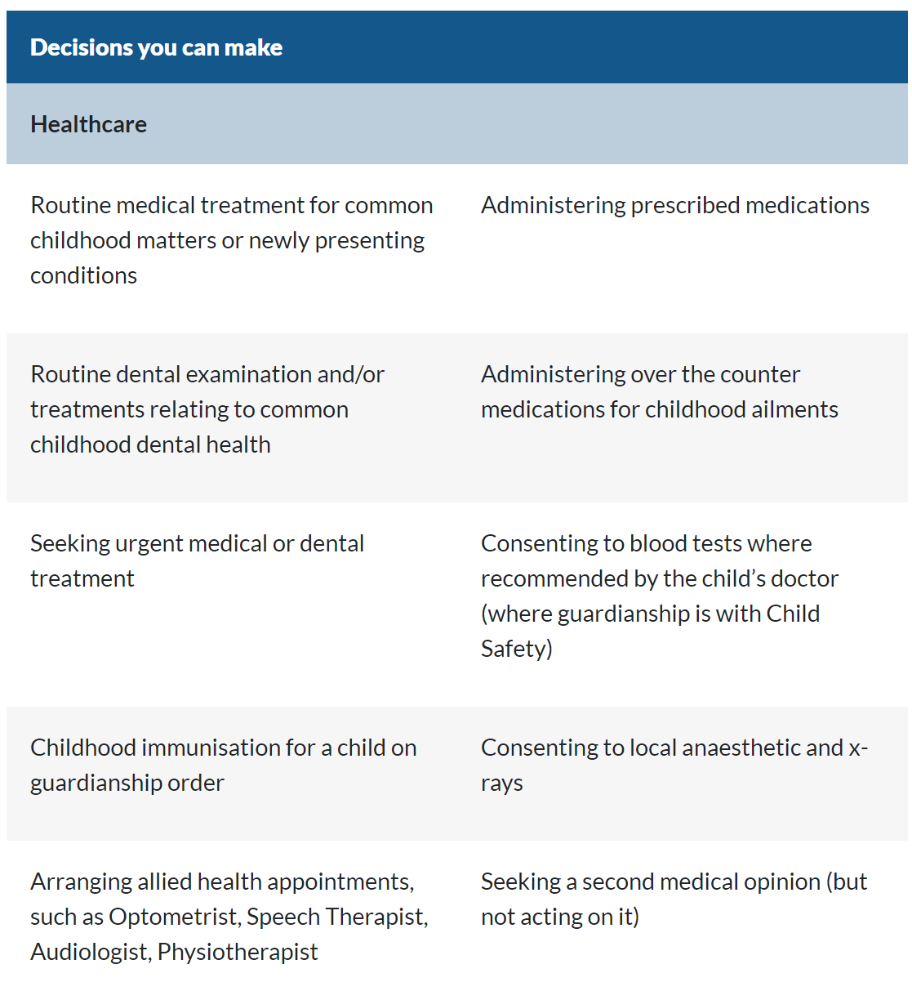 Decisions you can make
Healthcare
Routine medical treatment for common
childhood matters or newly presenting
conditions
Administering prescribed medications
Routine dental examination and/or
treatments relating to common
childhood dental health
Administering over the counter
medications for childhood ailments
Seeking urgent medical or dental
treatment
Consenting to blood tests where
recommended by the child’s doctor
(where guardianship is with Child
Safety)
Childhood immunisation for a child on
guardianship order
Consenting to local anaesthetic and x-
rays
Arranging allied health appointments,
such as Optometrist, Speech Therapist,
Audiologist, Physiotherapist
Seeking a second medical opinion (but
not acting on it)